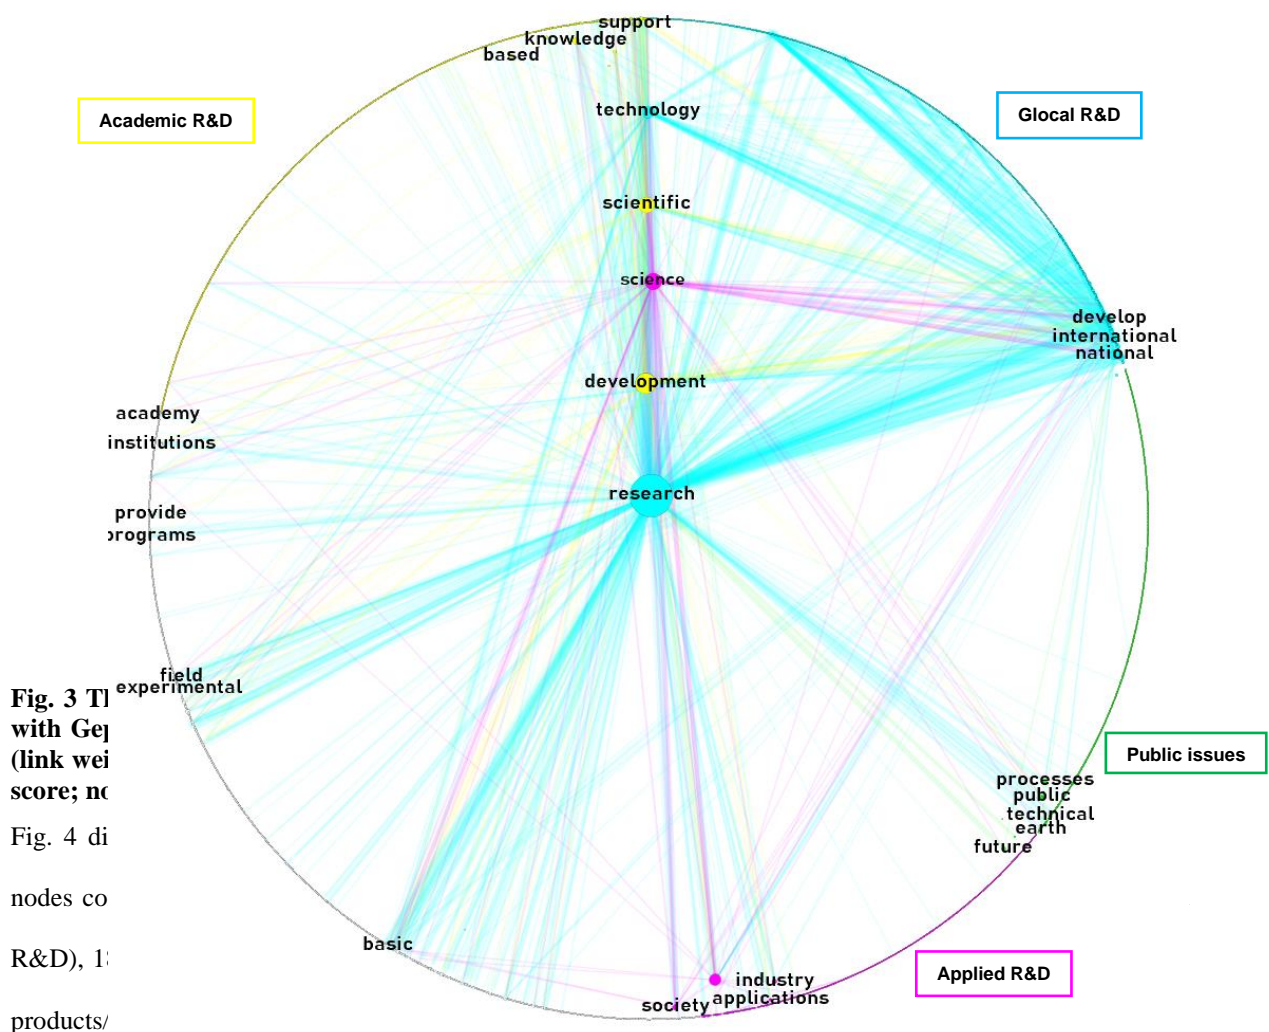 support
knowledge
based
Academic R&D
technology
Glocal R&D
scientific
science
develop
international
national
development
academy
institutions
research
provide
programs
field
experimental
Fig. 3 Th
with Gep
(link wei
score; no
Public issues
processes
public
technical
earth
future
Fig. 4 di
nodes co
basic
R&D), 18
Applied R&D
industry
applications
society
products/